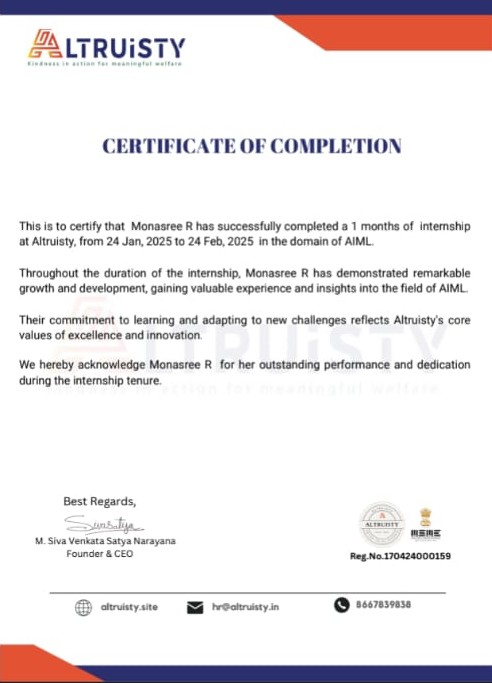 ALTRUiSTY
Kindness in action for meaningful welfare
CERTIFICATE OF COMPLETION
This is to certify that Monasree R has successfully completed a 1 months of internship
at Altruisty, from 24 Jan, 2025 to 24 Feb, 2025 in the domain of AIML.
Throughout the duration of the internship, Monasree R has demonstrated remarkable
growth and development, gaining valuable experience and insights into the field of AIML.
Their commitment to learning and adapting to new challenges reflects Altruisty's core
values of excellence and innovation.
We hereby acknowledge Monasree R for her outstanding performance and dedication
during the internship tenure.
ALTRUiSTY
in action for meaningful welfare
Best Regards,
M. Siva Venkata Satya Narayana
Founder & CEO
ALTRUISTY
MSME
Reg.No.170424000159
altruisty.site
hr@altruisty.in
8667839838